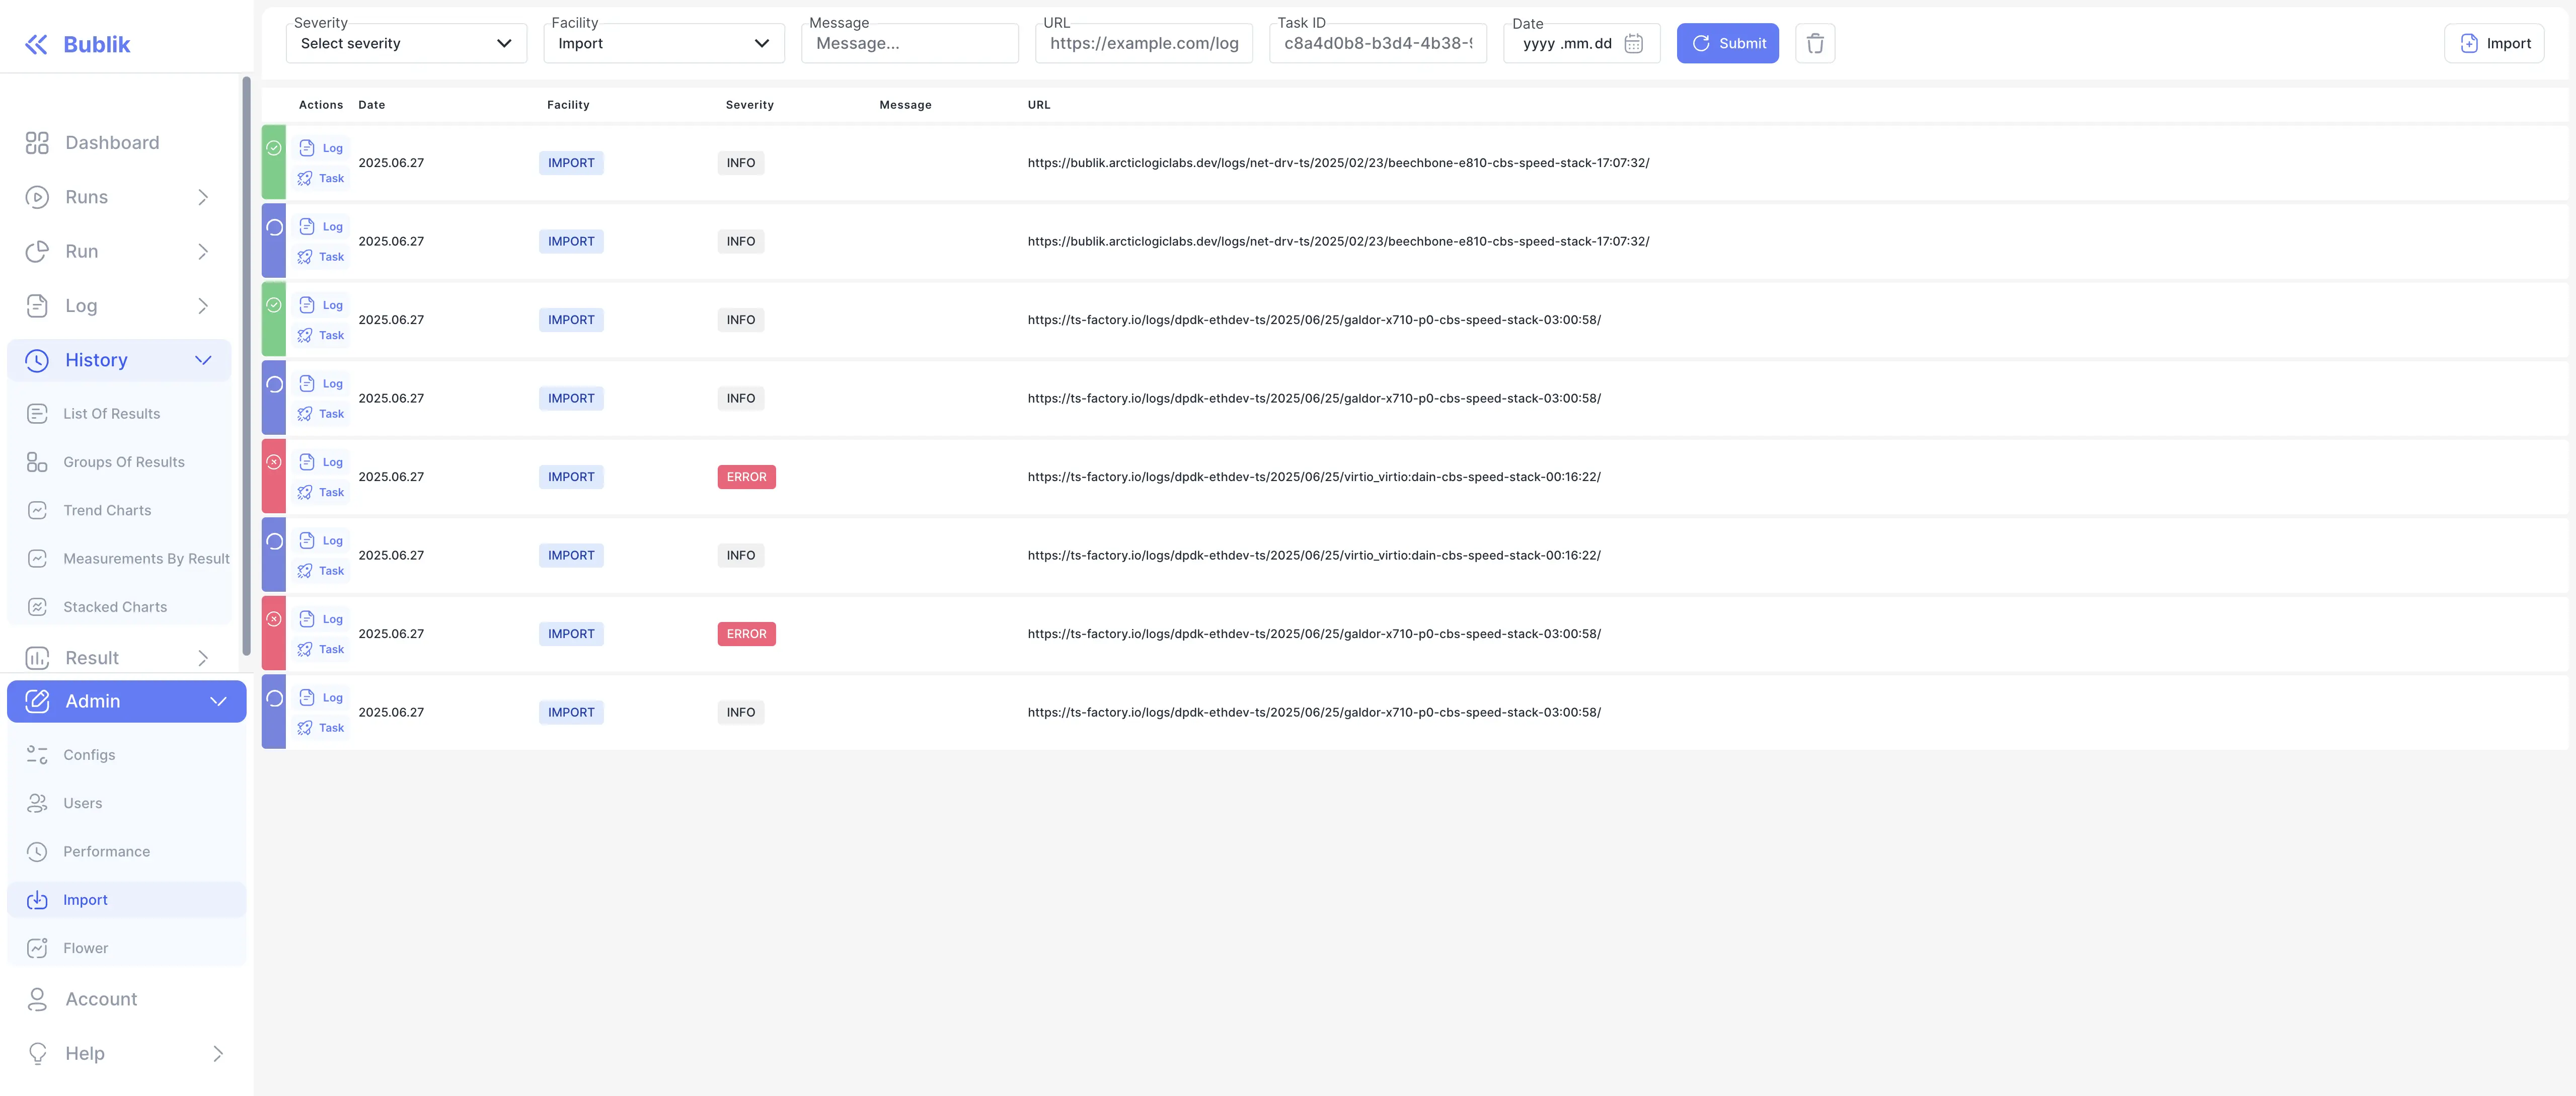 Bublik
Dashboard
Runs
Run
Log
History
List Of Results
Groups Of Results
Trend Charts
Measurements By Result
Stacked Charts
Result
Admin
Configs
Users
Performance
Import
Flower
Account
Help
Severity
Select severity
Facility
Import
Message
Message...
URL
https://example.com/log
Task ID
c8a4d0b8-b3d4-4b38-
Date
yyyy .mm.dd
Submit
Import
Actions Date Facility Severity Message URL
Log
Task
2025.06.27 IMPORT INFO https://bublik.arcticlogiclabs.dev/logs/net-drv-ts/2025/02/23/beechbone-e810-cbs-speed-stack-17:07:32/
Log
Task
2025.06.27 IMPORT INFO https://bublik.arcticlogiclabs.dev/logs/net-drv-ts/2025/02/23/beechbone-e810-cbs-speed-stack-17:07:32/
Log
Task
2025.06.27 IMPORT INFO https://ts-factory.io/logs/dpdk-ethdev-ts/2025/06/25/galdor-x710-p0-cbs-speed-stack-03:00:58/
Log
Task
2025.06.27 IMPORT INFO https://ts-factory.io/logs/dpdk-ethdev-ts/2025/06/25/galdor-x710-p0-cbs-speed-stack-03:00:58/
Log
Task
2025.06.27 IMPORT ERROR https://ts-factory.io/logs/dpdk-ethdev-ts/2025/06/25/virtio_virtio:dain-cbs-speed-stack-00:16:22/
Log
Task
2025.06.27 IMPORT INFO https://ts-factory.io/logs/dpdk-ethdev-ts/2025/06/25/virtio_virtio:dain-cbs-speed-stack-00:16:22/
Log
Task
2025.06.27 IMPORT ERROR https://ts-factory.io/logs/dpdk-ethdev-ts/2025/06/25/galdor-x710-p0-cbs-speed-stack-03:00:58/
Log
Task
2025.06.27 IMPORT INFO https://ts-factory.io/logs/dpdk-ethdev-ts/2025/06/25/galdor-x710-p0-cbs-speed-stack-03:00:58/